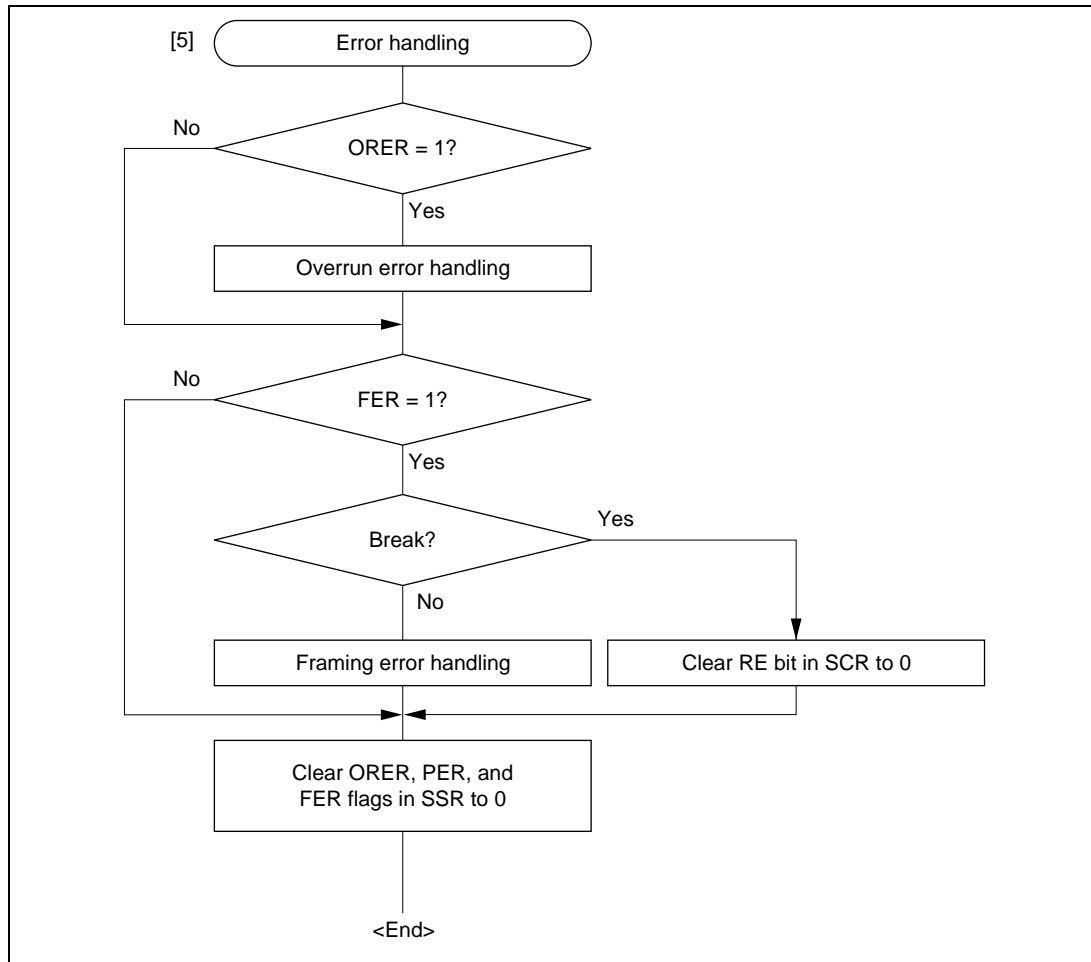 [5] Error handling
No
ORER = 1?
Yes
Overrun error handling
No
FER = 1?
Yes
Yes
Break?
No
Framing error handling
Clear RE bit in SCR to 0
Clear ORER, PER, and
FER flags in SSR to 0
<End>